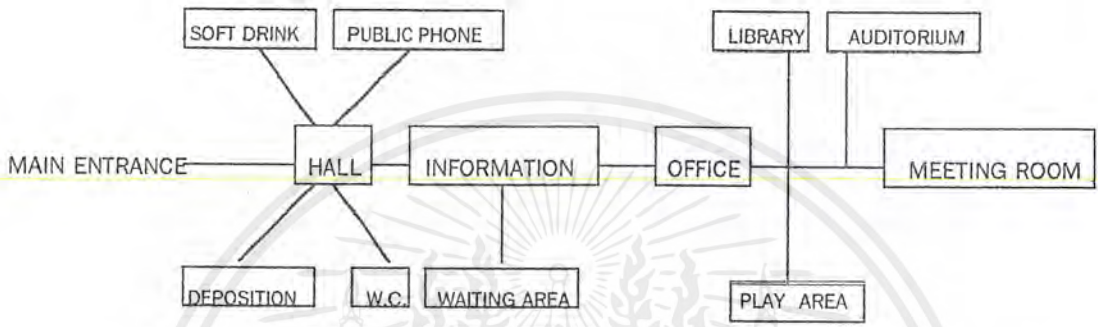 SOFT DRINK PUBLIC PHONE LIBRARY AUDITORIUM
MAIN ENTRANCE HALL INFORMATION OFFICE MEETING ROOM
DEPOSITION W.C. WAITING AREA PLAY AREA